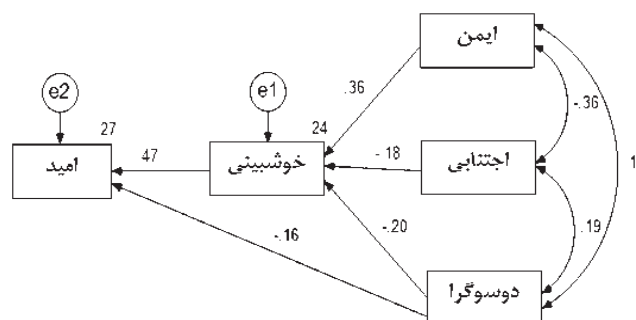 ایمن
e2
e1
.36
-.36
27
24
امید
47
خوشبینی
-.18
اجتنابی
1
-.20
.19
-.16
دوسوگرا